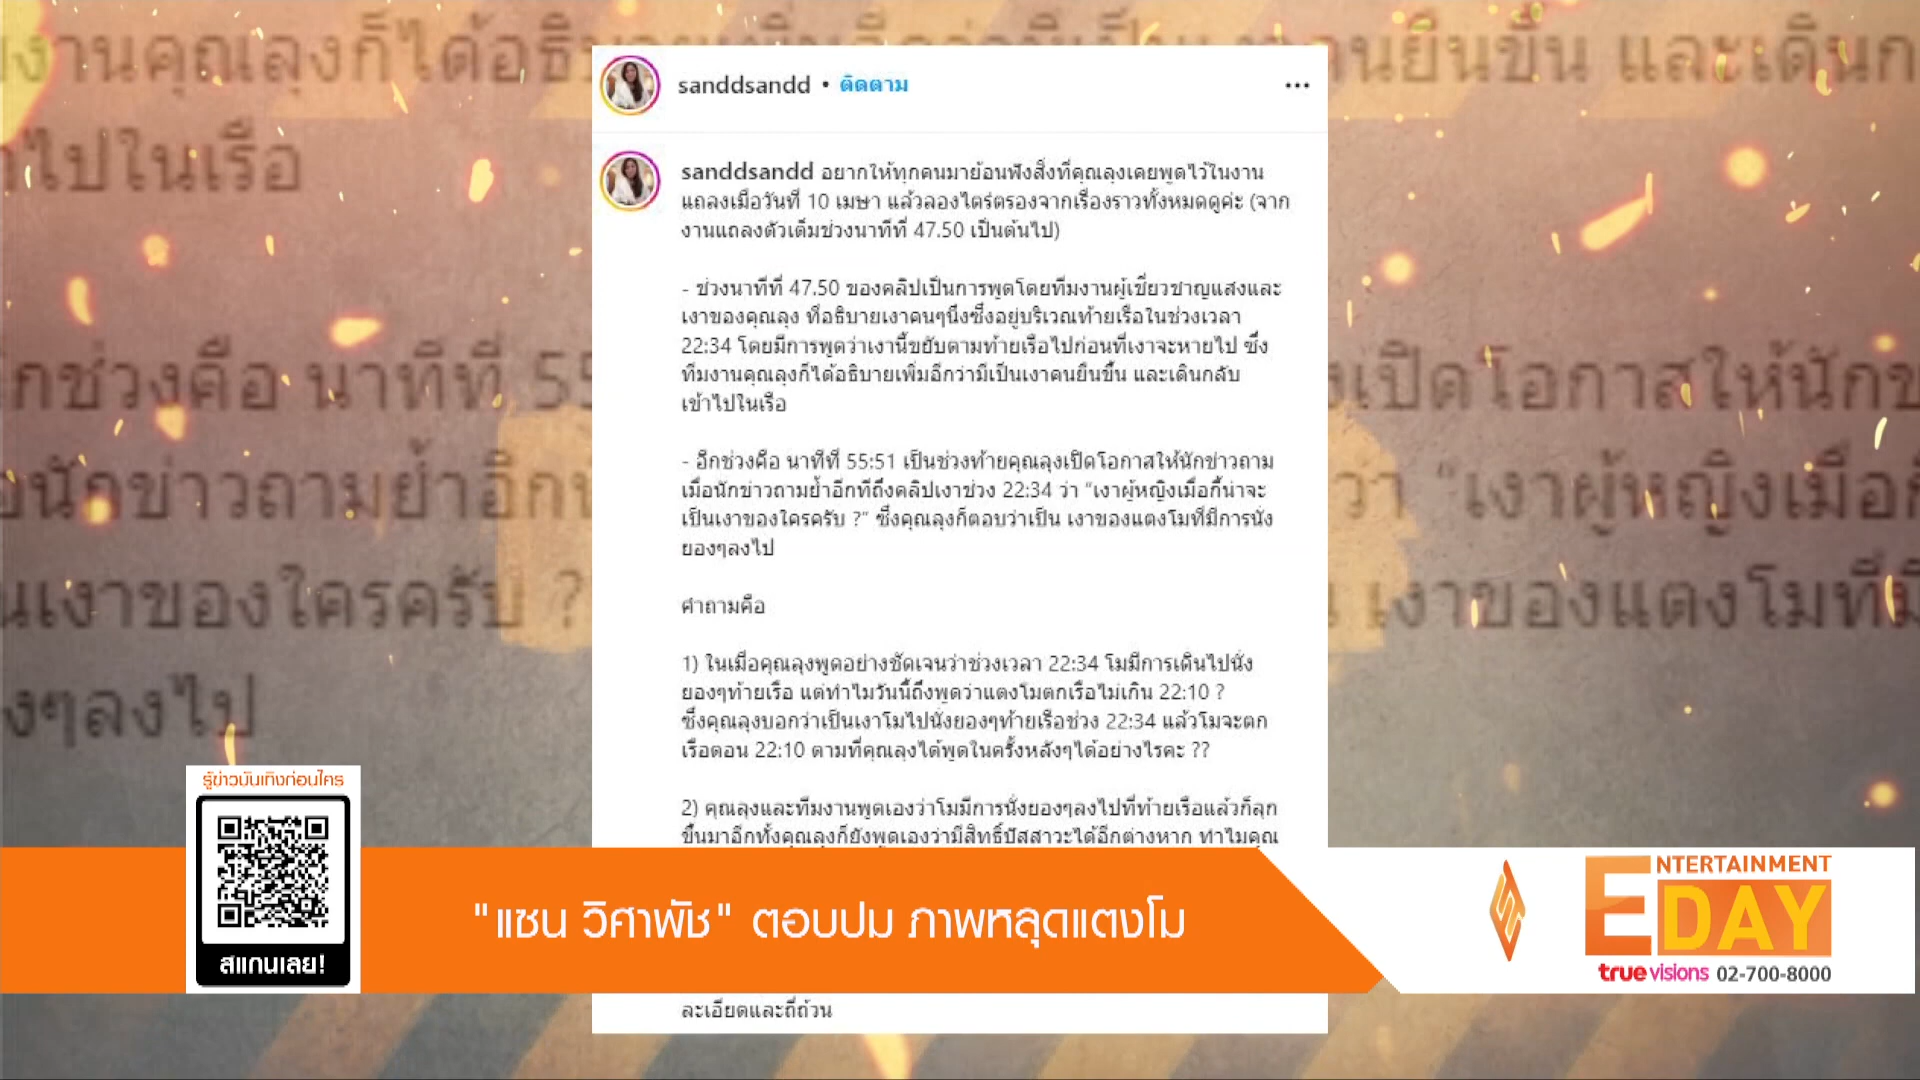 sanddsandd • ติดตาม
sanddsandd อยากให้ทุกคนมาย้อนฟังสิ่งที่คุณลุงเคยพูดไว้ในงาน
แถลงเมื่อวันที่ 10 เมษา แล้วลองไตร่ตรองจากเรื่องราวทั้งหมดดูค่ะ (จาก
งานแถลงตัวเต็มช่วงนาทีที่ 47.50 เป็นต้นไป)
- ช่วงนาทีที่ 47.50 ของคลิปเป็นการพูดโดยทีมงานผู้เชี่ยวชาญแสงและ
เงาของคุณลุง ที่อธิบายเงาคนๆนึงซึ่งอยู่บริเวณท้ายเรือในช่วงเวลา
22:34 โดยมีการพูดว่าเงานี้ขยับตามท้ายเรือไปก่อนที่เงาจะหายไป ซึ่ง
ทีมงานคุณลุงก็ได้อธิบายเพิ่มอีกว่ามีเป็นเงาคนยืนขึ้น และเดินกลับ
เข้าไปในเรือ
- อีกช่วงคือ นาทีที่ 55:51 เป็นช่วงท้ายคุณลุงเปิดโอกาสให้นักข่าวถาม
เมื่อนักข่าวถามย้ำอีกทีถึงคลิปเงาช่วง 22:34 ว่า “เงาผู้หญิงเมื่อกี้น่าจะ
เป็นเงาของใครครับ ?” ซึ่งคุณลุงก็ตอบว่าเป็น เงาของแตงโมที่มีการนั่ง
ยองๆลงไป
คำถามคือ
1) ในเมื่อคุณลุงพูดอย่างชัดเจนว่าช่วงเวลา 22:34 โมมีการเดินไปนั่ง
ยองๆท้ายเรือ แต่ทำไมวันนี้ถึงพูดว่าแตงโมตกเรือไม่เกิน 22:10 ?
ซึ่งคุณลุงบอกว่าเป็นเงาโมไปนั่งยองๆท้ายเรือช่วง 22:34 แล้วโมจะตก
เรือตอน 22:10 ตามที่คุณลุงได้พูดในครั้งหลังๆได้อย่างไรคะ ??
2) คุณลุงและทีมงานพูดเองว่าโมมีการนั่งยองๆลงไปที่ท้ายเรือแล้วก็ลุก
ขึ้นมาอีกทั้งคุณลุงก็ยังพูดเองว่ามีสิทธิ์ปัสสาวะได้อีกต่างหาก ทำไมคุณ
ละเอียดและถี่ถ้วน
รู้ข่าวบันเทิงก่อนใคร
สแกนเลย!
"แซน วิศาพัช" ตอบปม ภาพหลุดแตงโม
ENTERTAINMENT
DAY
truevisions 02-700-8000